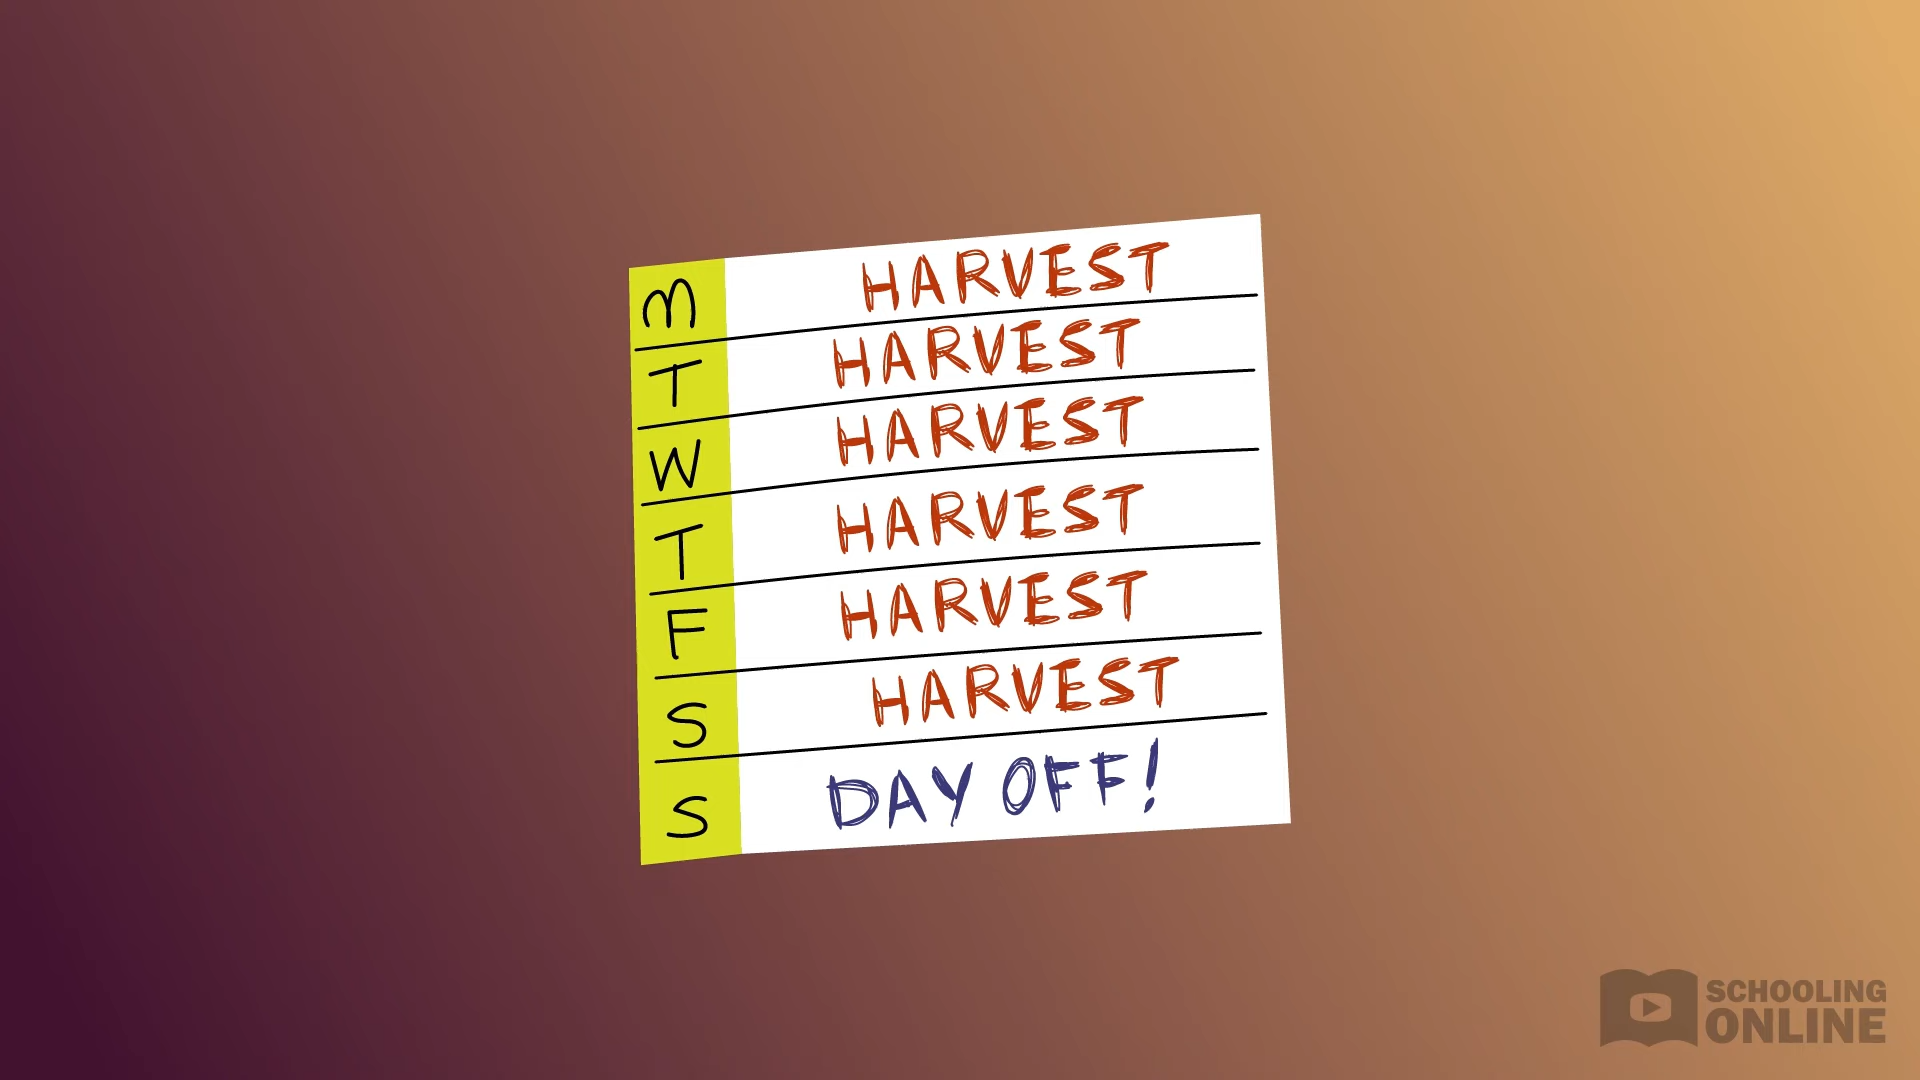 M HARVEST
T HARVEST
W HARVEST
T HARVEST
F HARVEST
S HARVEST
S DAY OFF!
SCHOOLING
ONLINE